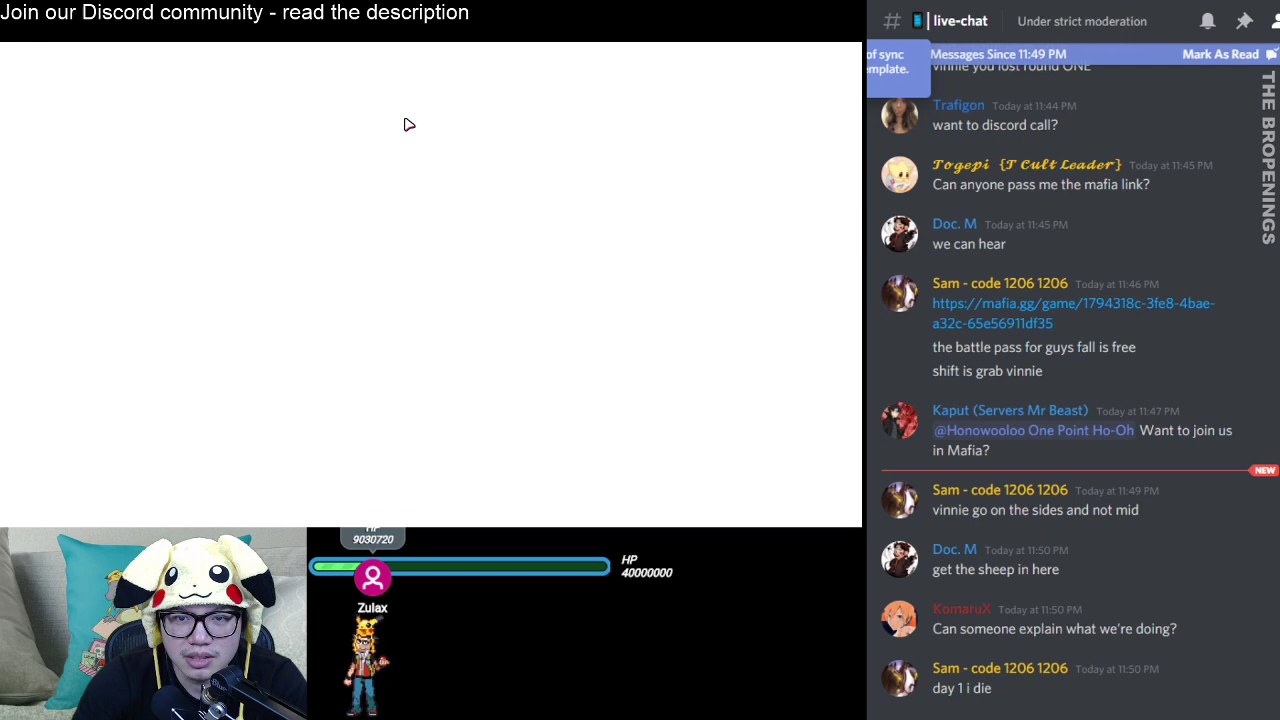 Join our Discord community - read the description
# live-chat Under strict moderation
of sync
emplate.
Messages Since 11:49 PM Mark As Read
vinnie you lost round ONE
Trafigon Today at 11:44 PM
want to discord call?
𝓣𝓸𝓰𝓮𝓹𝓲 {𝓣 𝓒𝓾𝓵𝓽 𝓛𝓮𝓪𝓭𝓮𝓻} Today at 11:45 PM
Can anyone pass me the mafia link?
Doc. M Today at 11:45 PM
we can hear
Sam - code 1206 1206 Today at 11:46 PM
https://mafia.gg/game/1794318c-3fe8-4bae-
a32c-65e56911df35
the battle pass for guys fall is free
shift is grab vinnie
Kaput (Servers Mr Beast) Today at 11:47 PM
@Honowooloo One Point Ho-Oh Want to join us
in Mafia?
NEW
Sam - code 1206 1206 Today at 11:49 PM
vinnie go on the sides and not mid
Doc. M Today at 11:50 PM
get the sheep in here
KomaruX Today at 11:50 PM
Can someone explain what we're doing?
Sam - code 1206 1206 Today at 11:50 PM
day 1 i die
THE BROPENINGS
HP
9030720
HP
40000000
Zulax